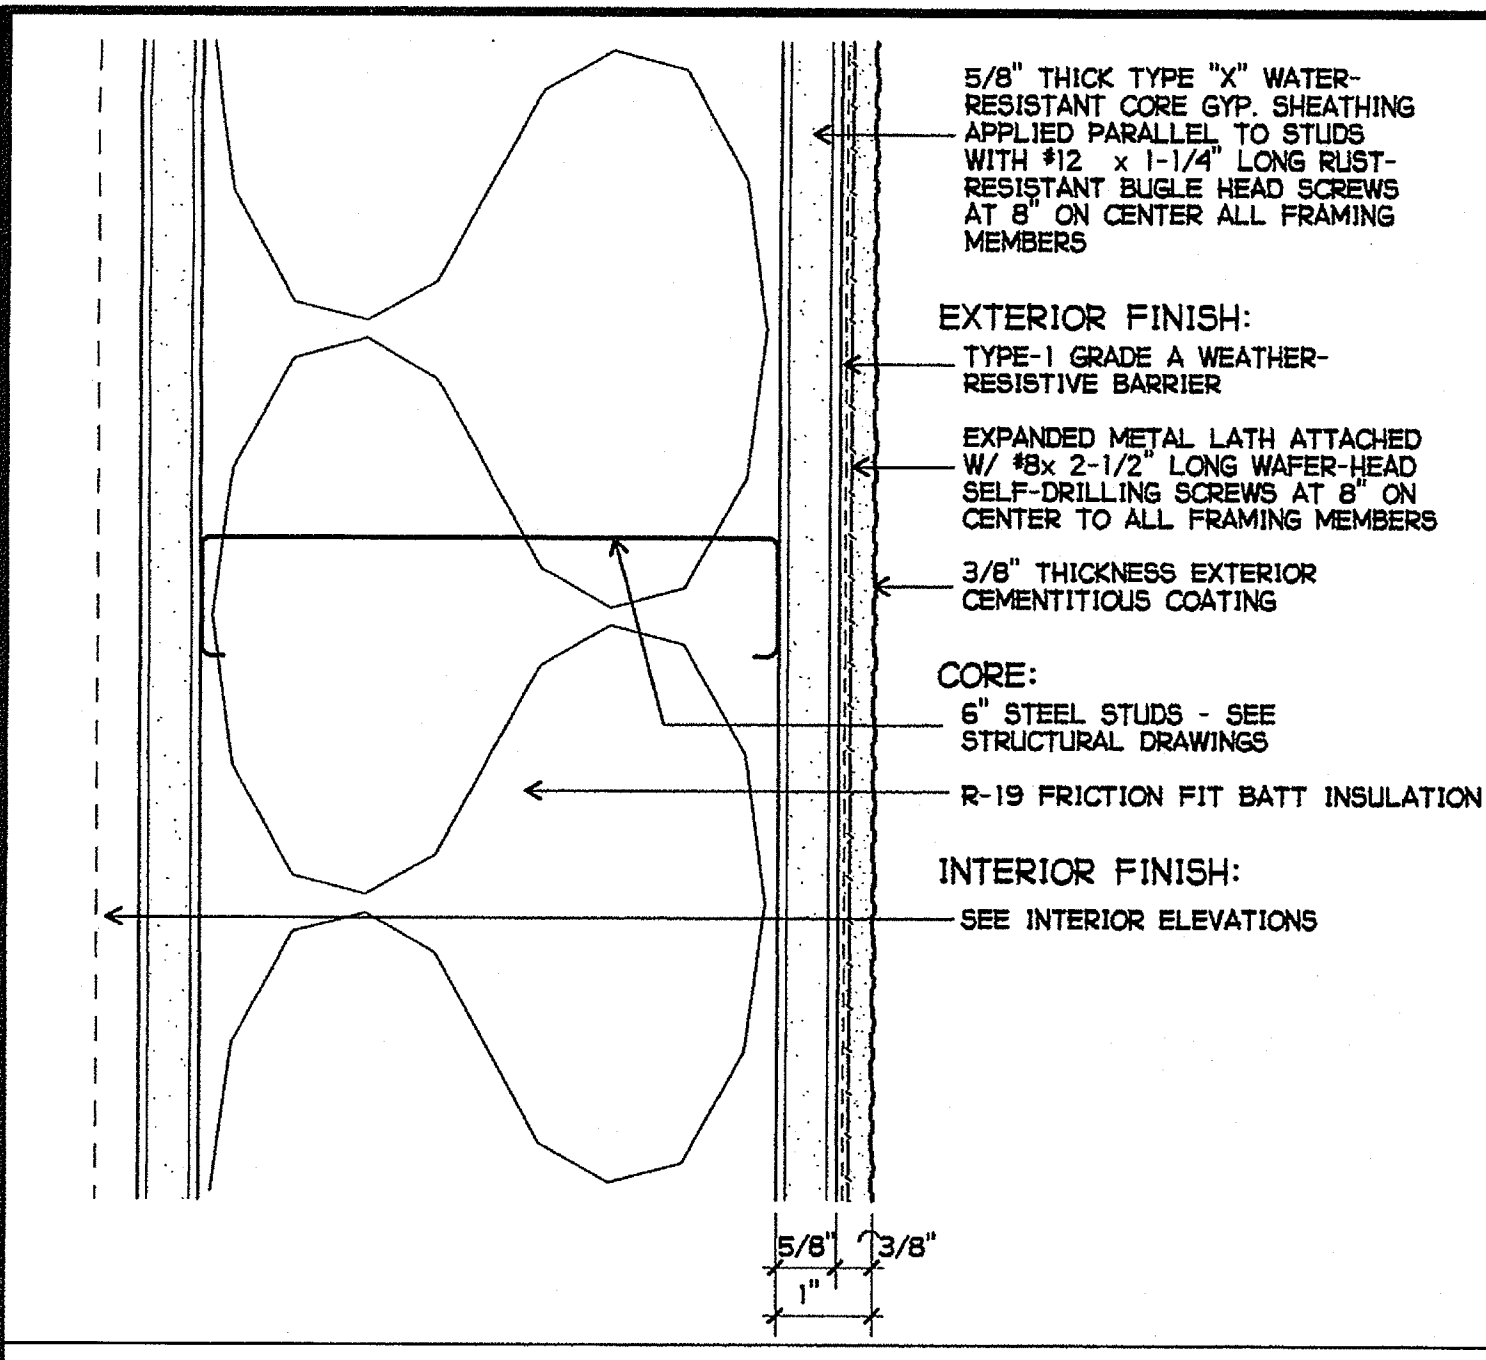 5/8" THICK TYPE "X" WATER-
RESISTANT CORE GYP. SHEATHING
APPLIED PARALLEL TO STUDS
WITH #12 x 1-1/4" LONG RUST-
RESISTANT BUGLE HEAD SCREWS
AT 8" ON CENTER ALL FRAMING
MEMBERS
EXTERIOR FINISH:
TYPE-1 GRADE A WEATHER-
RESISTIVE BARRIER
EXPANDED METAL LATH ATTACHED
W/ #8x 2-1/2" LONG WAFER-HEAD
SELF-DRILLING SCREWS AT 8" ON
CENTER TO ALL FRAMING MEMBERS
3/8" THICKNESS EXTERIOR
CEMENTITIOUS COATING
CORE:
6" STEEL STUDS - SEE
STRUCTURAL DRAWINGS
R-19 FRICTION FIT BATT INSULATION
INTERIOR FINISH:
SEE INTERIOR ELEVATIONS
5/8" 3/8"
1"